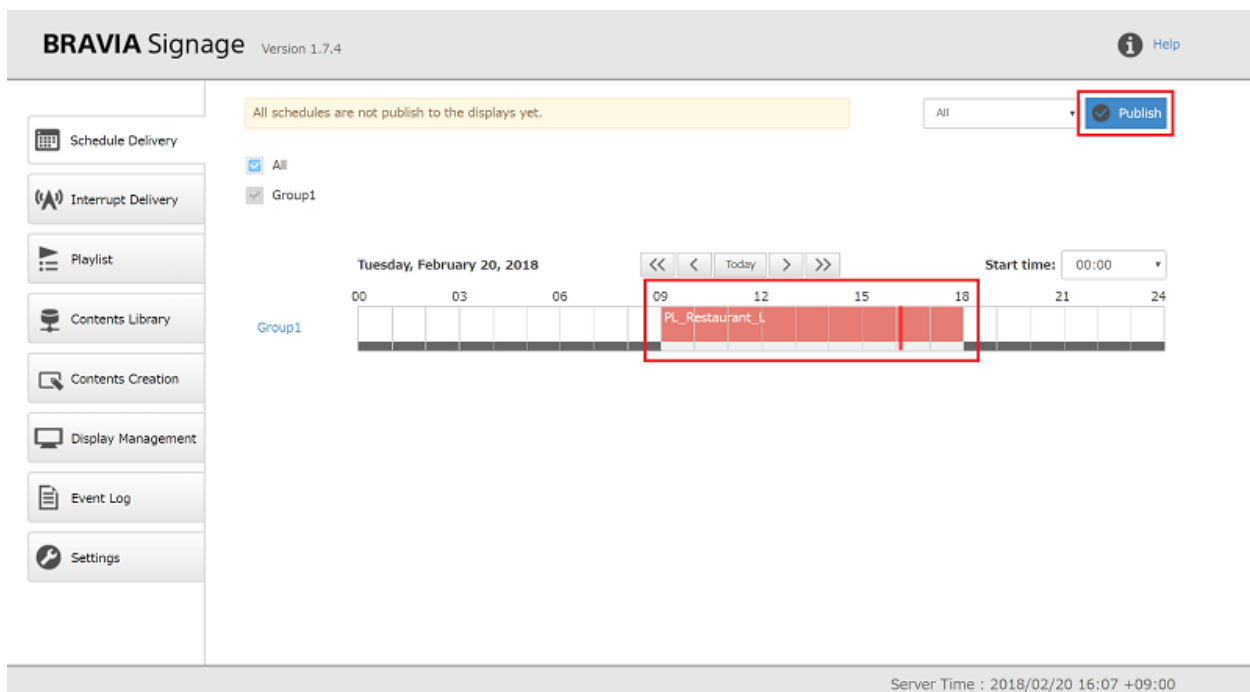 BRAVIA Signage Version 1.7.4
Help
All schedules are not publish to the displays yet.
All
Publish
Schedule Delivery
Interrupt Delivery
Playlist
Contents Library
Contents Creation
Display Management
Event Log
Settings
All
Group1
Tuesday, February 20, 2018
<< < Today > >>
Start time: 00:00
00 03 06 09 12 15 18 21 24
Group1
PL_Restaurant_L
Server Time : 2018/02/20 16:07 +09:00